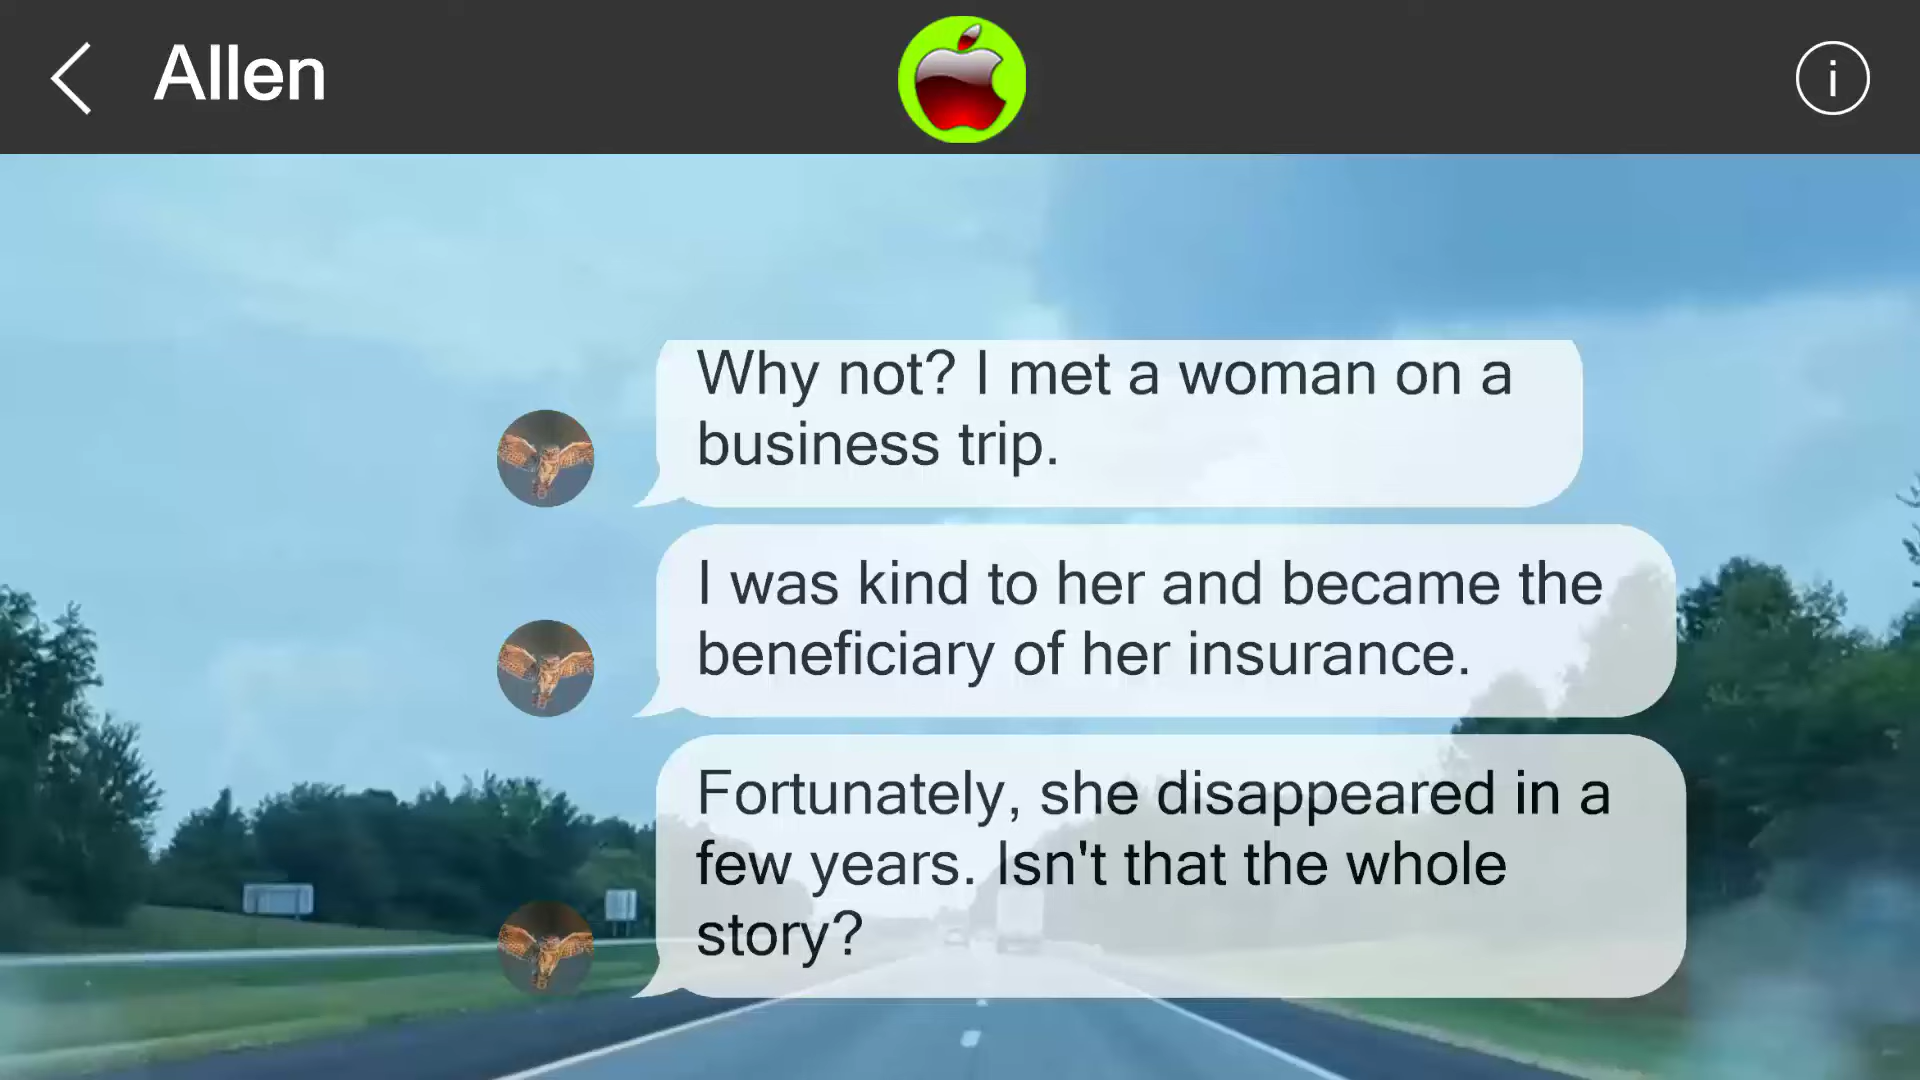 Allen
Why not? I met a woman on a
business trip.
I was kind to her and became the
beneficiary of her insurance.
Fortunately, she disappeared in a
few years. Isn't that the whole
story?